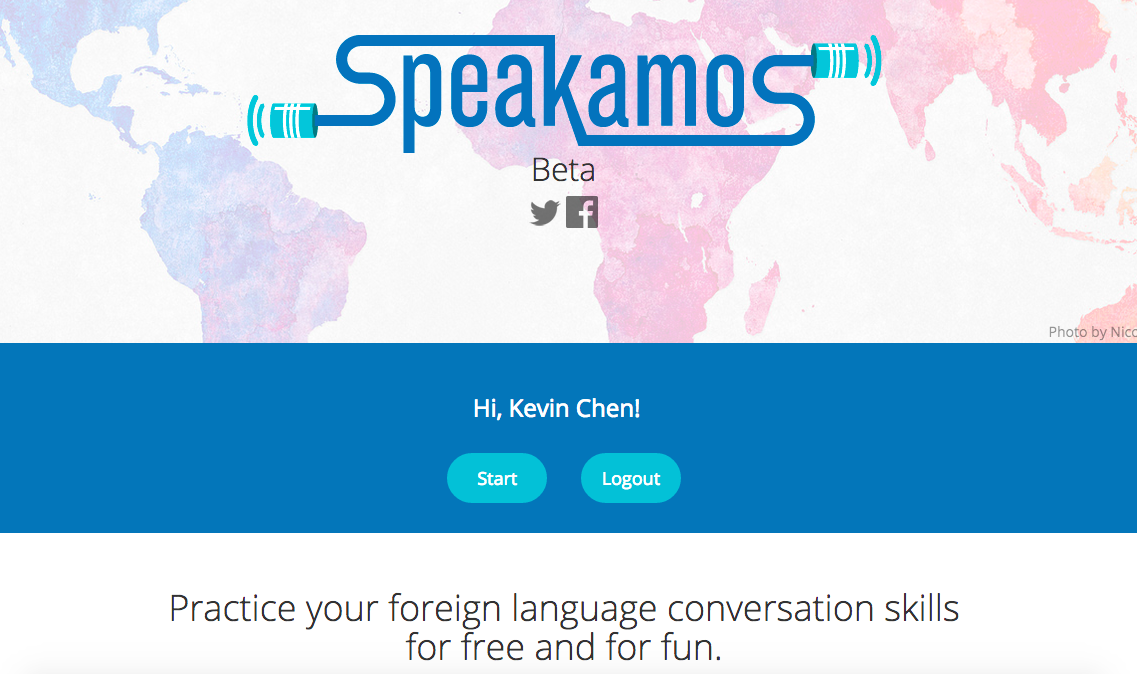 Speakamos
Beta
Photo by Nico
Hi, Kevin Chen!
Start Logout
Practice your foreign language conversation skills
for free and for fun.